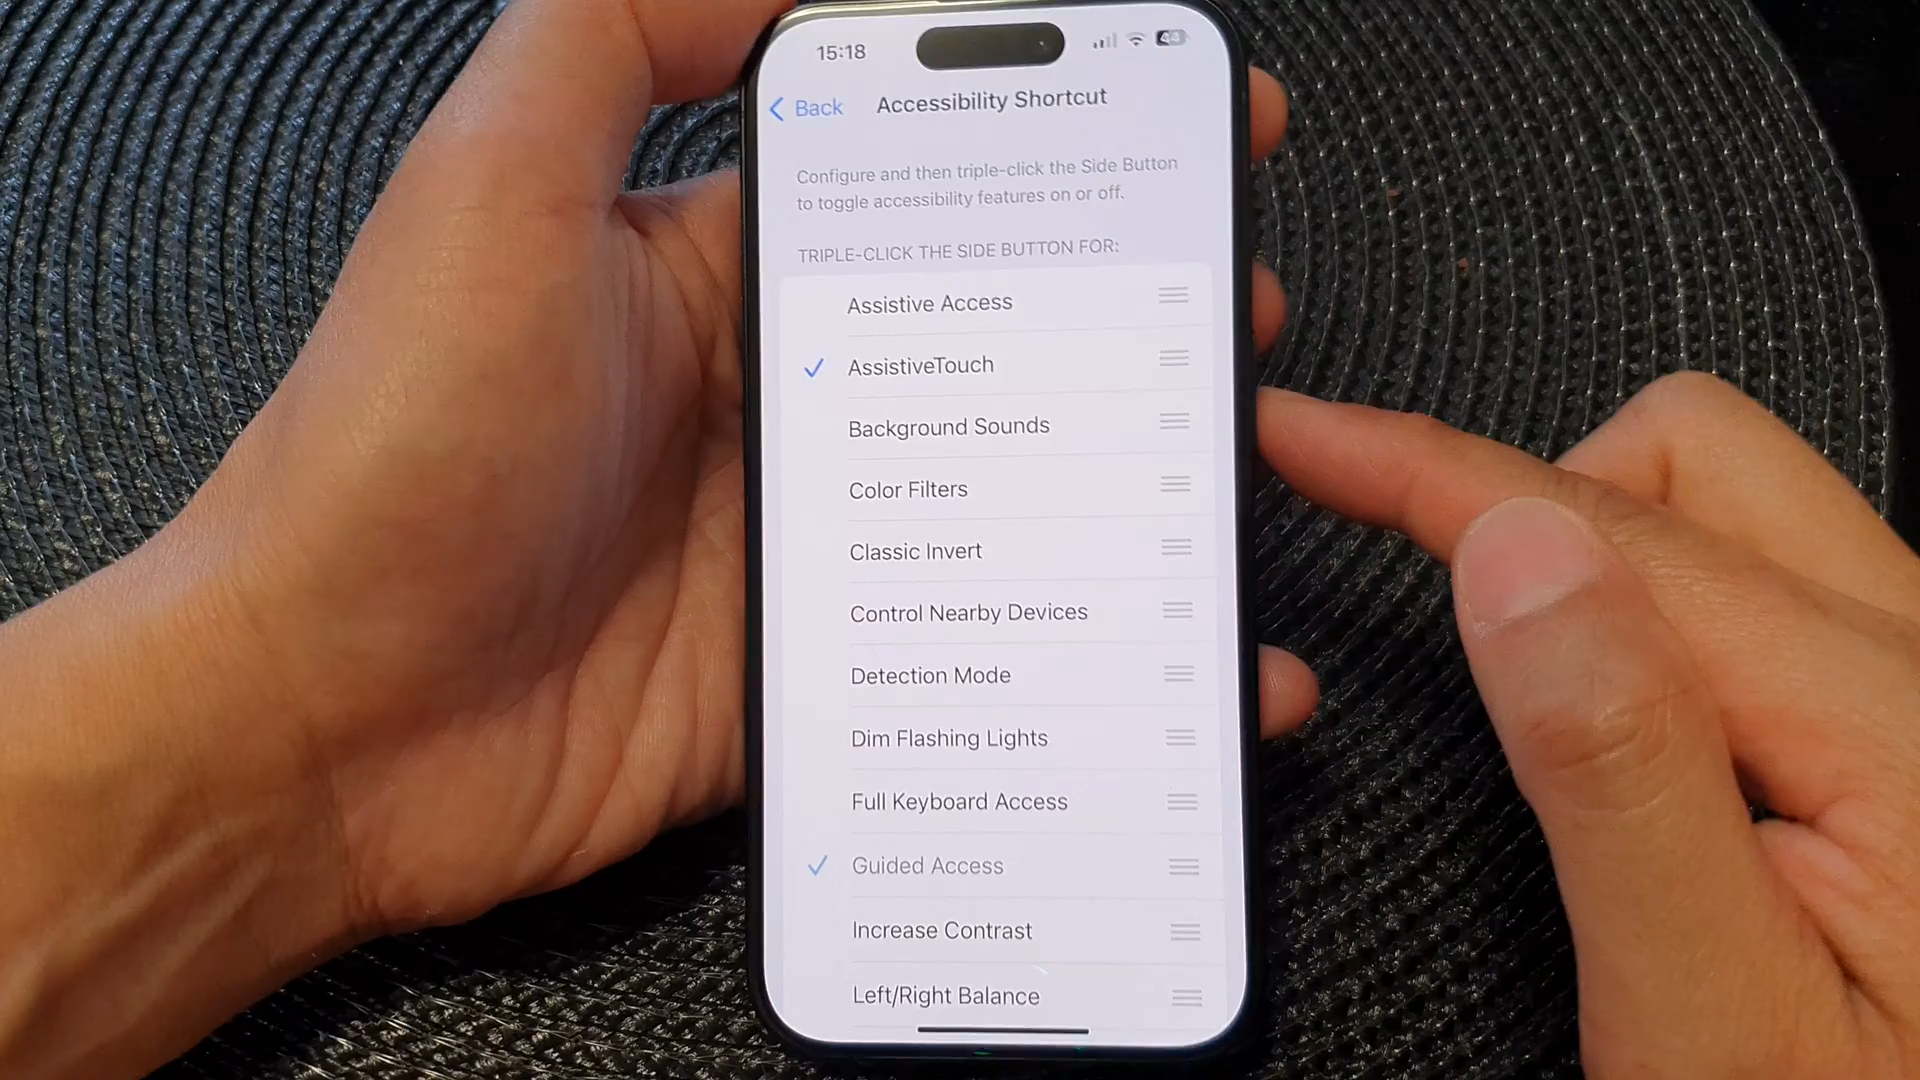 15:18
Back
Accessibility Shortcut
Configure and then triple-click the Side Button
to toggle accessibility features on or off.
TRIPLE-CLICK THE SIDE BUTTON FOR:
Assistive Access
AssistiveTouch
Background Sounds
Color Filters
Classic Invert
Control Nearby Devices
Detection Mode
Dim Flashing Lights
Full Keyboard Access
Guided Access
Increase Contrast
Left/Right Balance